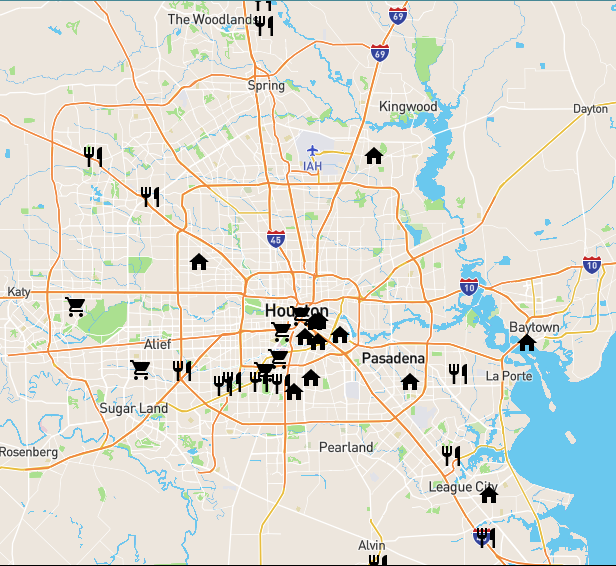 69
The Woodlands
69
Spring
Kingwood
Dayton
IAH
45
10
10
Katy
Houston
Baytown
Alief
Pasadena
La Porte
Sugar Land
Pearland
Rosenberg
League City
Alvin